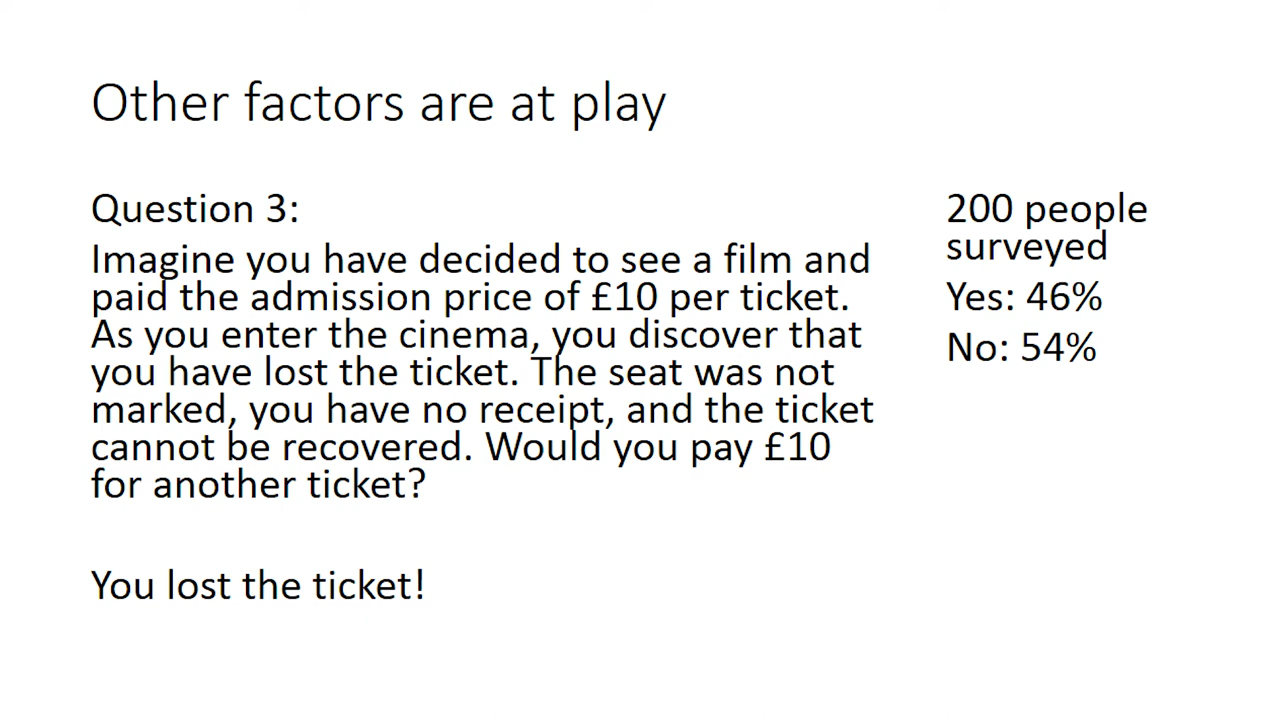 Other factors are at play
Question 3:
Imagine you have decided to see a film and
paid the admission price of £10 per ticket.
As you enter the cinema, you discover that
you have lost the ticket. The seat was not
marked, you have no receipt, and the ticket
cannot be recovered. Would you pay £10
for another ticket?
You lost the ticket!
200 people
surveyed
Yes: 46%
No: 54%